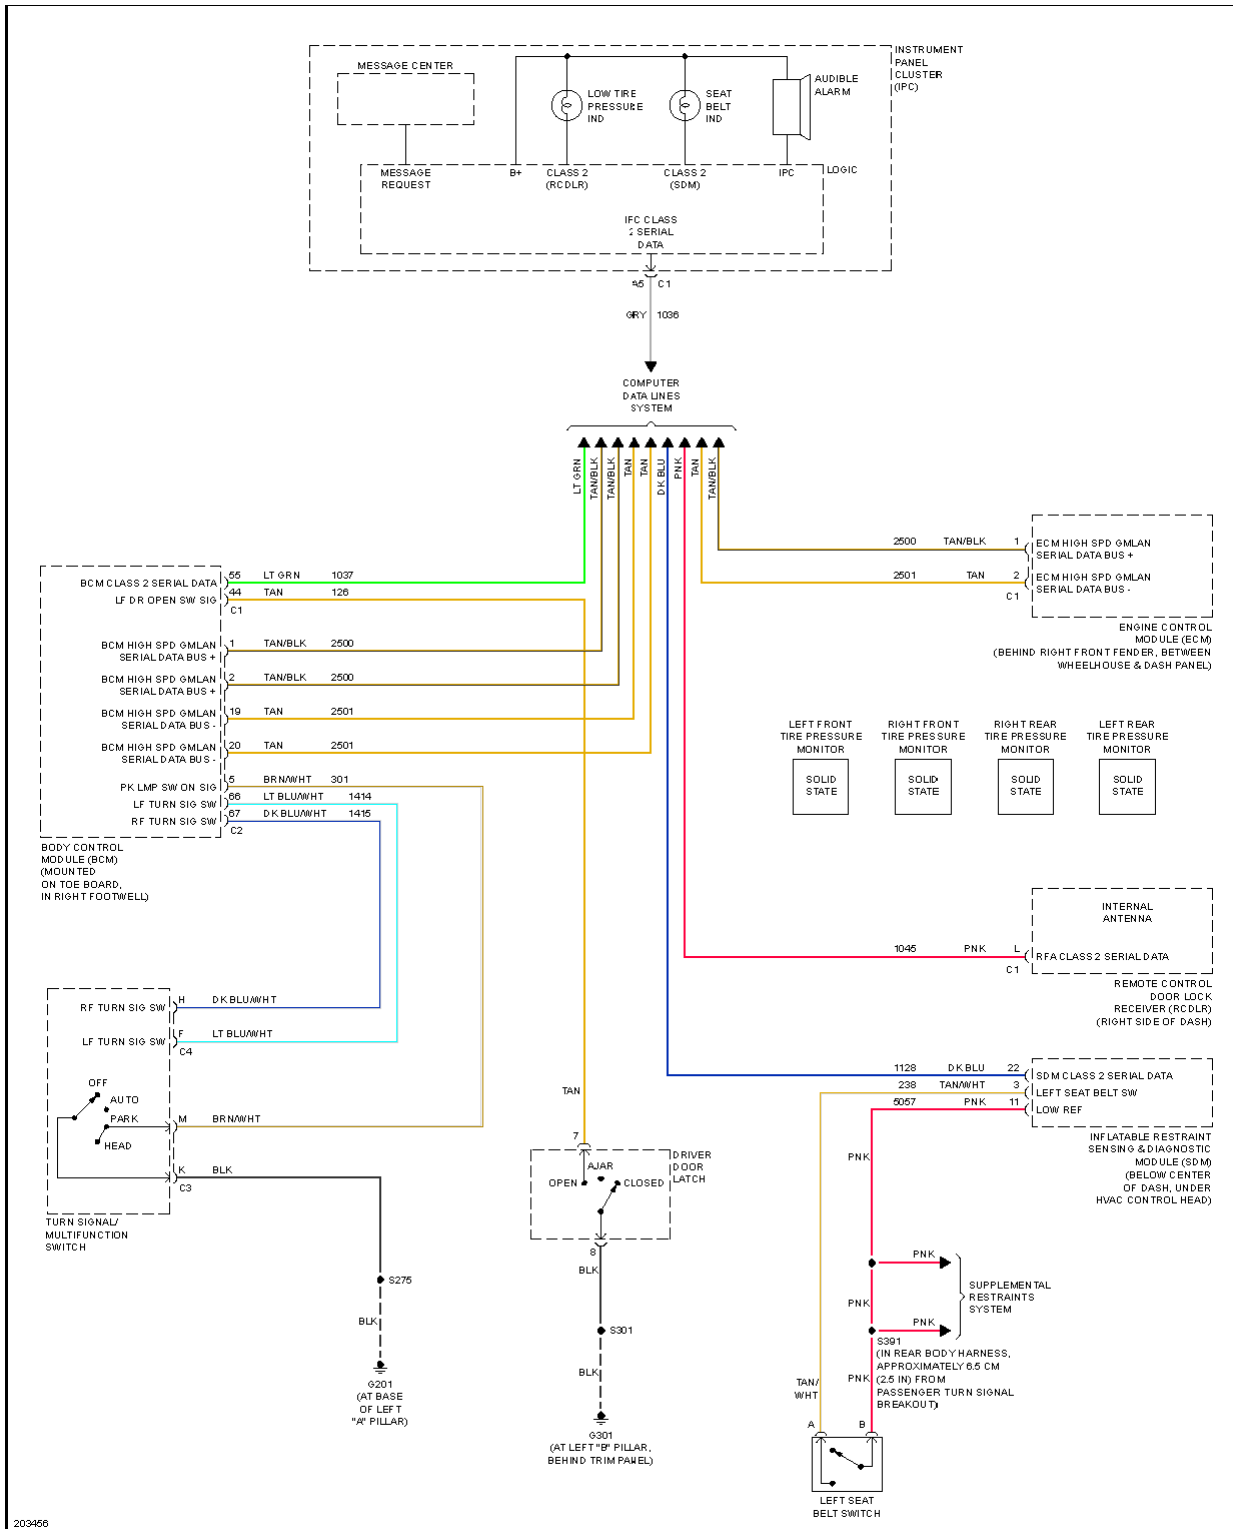 INSTRUMENT
PANEL
CLUSTER
(IPC)
MESSAGE CENTER
LOW TIRE
PRESSURE
IND
SEAT
BELT
IND
AUDIBLE
ALARM
MESSAGE
REQUEST
B+
CLASS 2
(RCDLR)
CLASS 2
(SDM)
IPC
LOGIC
IFC CLASS
2 SERIAL
DATA
A5 C1
GRY 1036
COMPUTER
DATA LINES
SYSTEM
LT GRN
TAN/BLK
TAN/BLK
TAN
TAN
DK BLU
PNK
TAN
TAN/BLK
2500 TAN/BLK 1
ECM HIGH SPD GMLAN
SERIAL DATA BUS +
2501 TAN 2
ECM HIGH SPD GMLAN
SERIAL DATA BUS -
C1
ENGINE CONTROL
MODULE (ECM)
(BEHIND RIGHT FRONT FENDER, BETWEEN
WHEELHOUSE & DASH PANEL)
BCM CLASS 2 SERIAL DATA
55 LT GRN 1037
LF DR OPEN SW SIG
44 TAN 126
C1
BCM HIGH SPD GMLAN
SERIAL DATA BUS +
1 TAN/BLK 2500
BCM HIGH SPD GMLAN
SERIAL DATA BUS +
2 TAN/BLK 2500
BCM HIGH SPD GMLAN
SERIAL DATA BUS -
19 TAN 2501
BCM HIGH SPD GMLAN
SERIAL DATA BUS -
20 TAN 2501
PK LMP SW ON SIG
5 BRN/WHT 301
LF TURN SIG SW
66 LT BLU/WHT 1414
RF TURN SIG SW
67 DK BLU/WHT 1415
C2
BODY CONTROL
MODULE (BCM)
(MOUNTED
ON TOE BOARD,
IN RIGHT FOOTWELL)
LEFT FRONT
TIRE PRESSURE
MONITOR
SOLID
STATE
RIGHT FRONT
TIRE PRESSURE
MONITOR
SOLID
STATE
RIGHT REAR
TIRE PRESSURE
MONITOR
SOLID
STATE
LEFT REAR
TIRE PRESSURE
MONITOR
SOLID
STATE
INTERNAL
ANTENNA
1045 PNK L
RFA CLASS 2 SERIAL DATA
C1
REMOTE CONTROL
DOOR LOCK
RECEIVER (RCDLR)
(RIGHT SIDE OF DASH)
RF TURN SIG SW
H DK BLU/WHT
LF TURN SIG SW
F LT BLU/WHT
C4
OFF
AUTO
PARK
HEAD
M BRN/WHT
K BLK
C3
TURN SIGNAL/
MULTIFUNCTION
SWITCH
S275
BLK
G201
(AT BASE
OF LEFT
"A" PILLAR)
TAN
7
DRIVER
DOOR
LATCH
AJAR
OPEN
CLOSED
8
BLK
S301
BLK
G301
(AT LEFT "B" PILLAR,
BEHIND TRIM PANEL)
1128 DK BLU 22
SDM CLASS 2 SERIAL DATA
238 TAN/WHT 3
LEFT SEAT BELT SW
5057 PNK 11
LOW REF
INFLATABLE RESTRAINT
SENSING & DIAGNOSTIC
MODULE (SDM)
(BELOW CENTER
OF DASH, UNDER
HVAC CONTROL HEAD)
PNK
PNK
PNK
PNK
SUPPLEMENTAL
RESTRAINTS
SYSTEM
S391
(IN REAR BODY HARNESS,
APPROXIMATELY 6.5 CM
(2.5 IN) FROM
PASSENGER TURN SIGNAL
BREAKOUT)
PNK
TAN/
WHT
A
B
LEFT SEAT
BELT SWITCH
203456